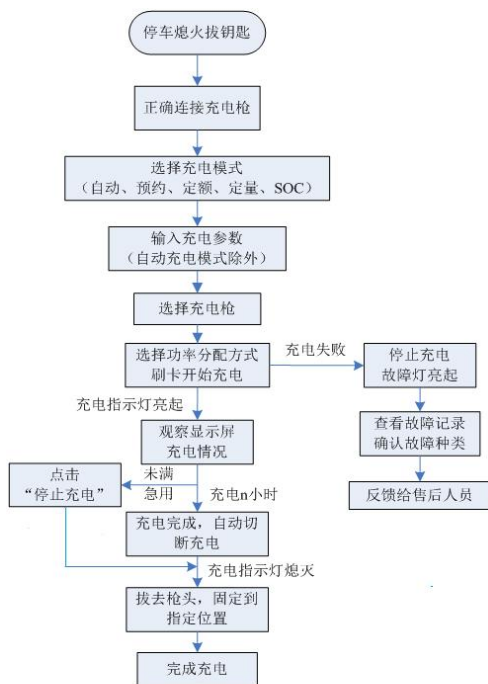 停车熄火拔钥匙
正确连接充电枪
选择充电模式
（自动、预约、定额、定量、SOC）
输入充电参数
（自动充电模式除外）
选择充电枪
选择功率分配方式
刷卡开始充电
充电失败
停止充电
故障灯亮起
充电指示灯亮起
查看故障记录
确认故障种类
观察显示屏
充电情况
反馈给售后人员
点击
“停止充电”
未满
急用
充电n小时
充电完成，自动切
断充电
充电指示灯熄灭
拔去枪头，固定到
指定位置
完成充电